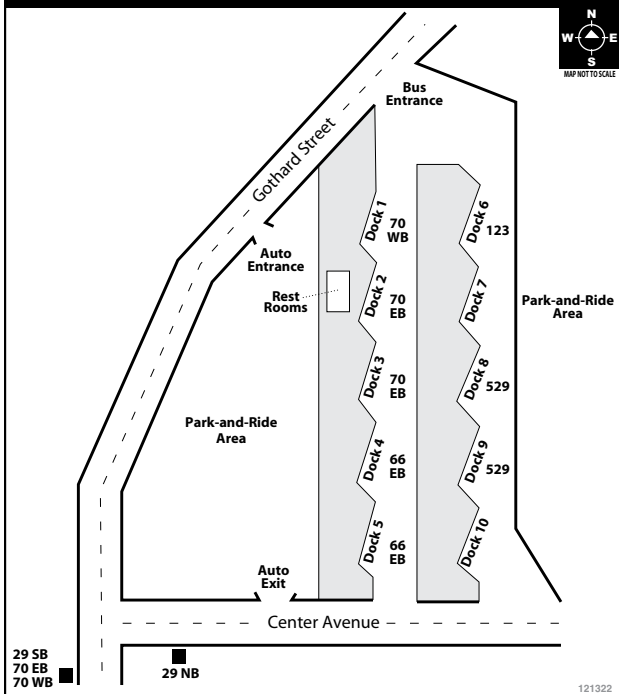 N
W E
S
MAP NOT TO SCALE
Bus
Entrance
Gothard Street
Dock 1
70
WB
Dock 6
123
Auto
Entrance
Rest
Rooms
Dock 2
70
EB
Dock 7
Park-and-Ride
Area
Dock 3
70
EB
Dock 8
529
Park-and-Ride
Area
Dock 4
66
EB
Dock 9
529
Dock 5
66
EB
Dock 10
Auto
Exit
Center Avenue
29 SB
70 EB
70 WB
29 NB
121322